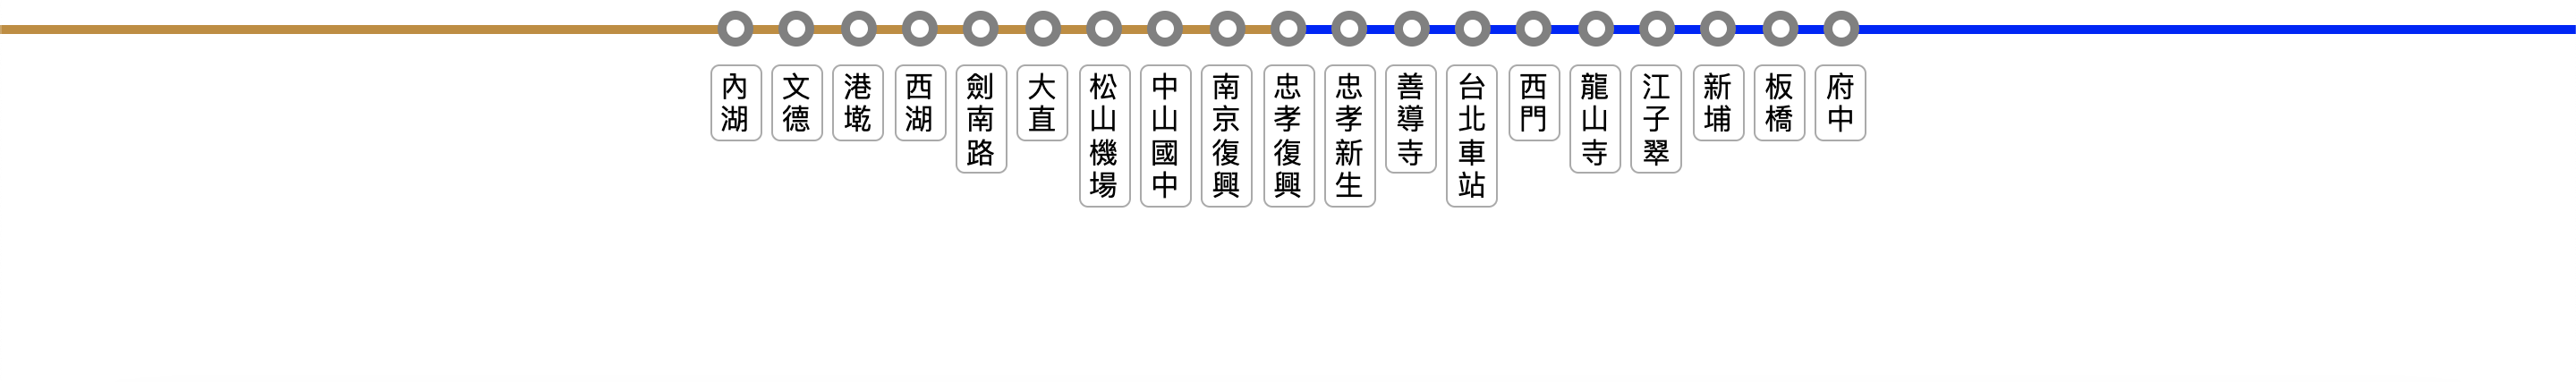 內湖
文德
港墘
西湖
劍南路
大直
松山機場
中山國中
南京復興
忠孝復興
忠孝新生
善導寺
台北車站
西門
龍山寺
江子翠
新埔
板橋
府中